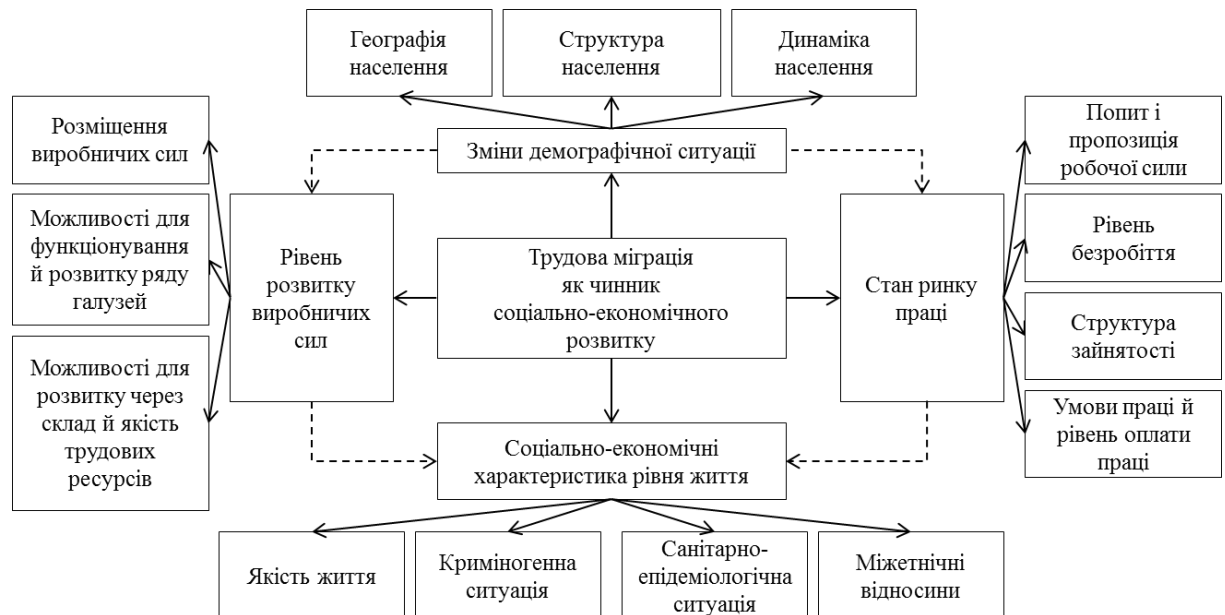 Географія
населення
Структура
населення
Динаміка
населення
Зміни демографічної ситуації
Розміщення
виробничих сил
Можливості для
функціонування
й розвитку ряду
галузей
Можливості для
розвитку через
склад й якість
трудових
ресурсів
Рівень
розвитку
виробничих
сил
Трудова міграція
як чинник
соціально-економічного
розвитку
Стан ринку
праці
Попит і
пропозиція
робочої сили
Рівень
безробіття
Структура
зайнятості
Умови праці й
рівень оплати
праці
Соціально-економічні
характеристика рівня життя
Якість життя
Криміногенна
ситуація
Санітарно-
епідеміологічна
ситуація
Міжетнічні
відносини